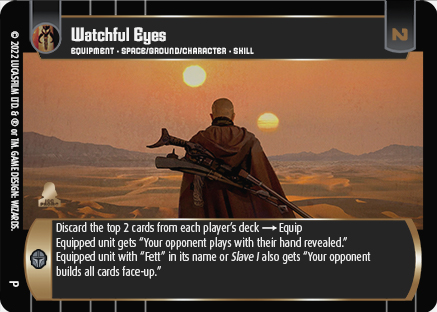 Watchful Eyes
EQUIPMENT • SPACE/GROUND/CHARACTER • SKILL
2
© 2022 LUCASFILM LTD. & ® or TM. GAME DESIGN: WIZARDS.
P
Discard the top 2 cards from each player's deck → Equip
Equipped unit gets "Your opponent plays with their hand revealed."
Equipped unit with "Fett" in its name or Slave I also gets "Your opponent
builds all cards face-up."